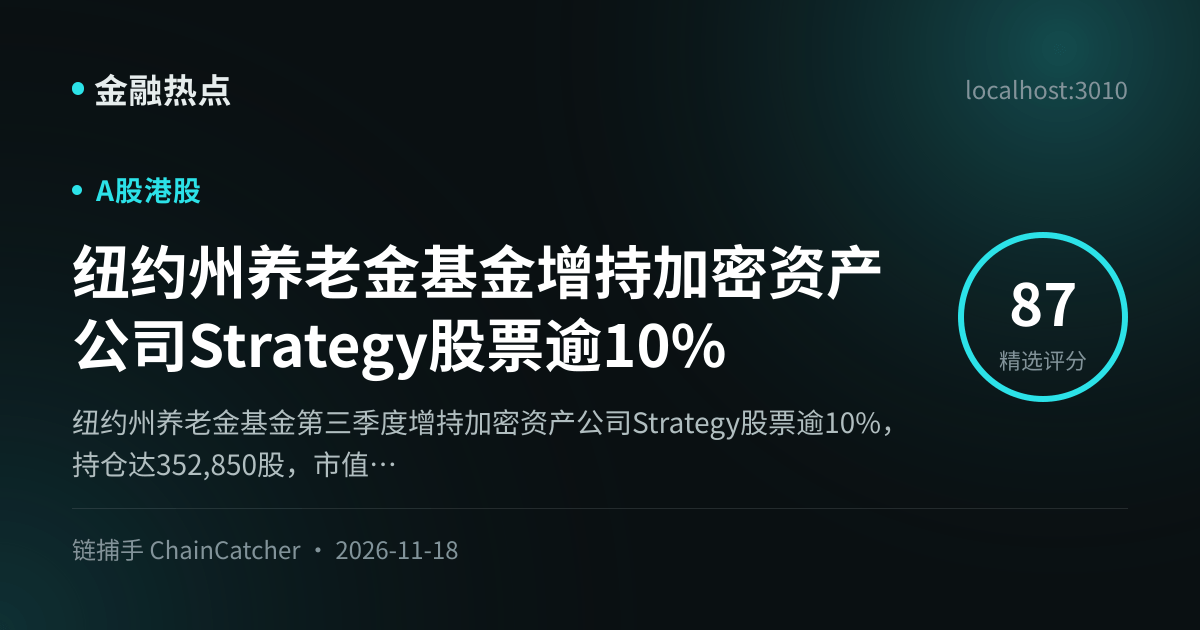 金融热点
localhost:3010
A股港股
纽约州养老金基金增持加密资产
公司Strategy股票逾10%
87
精选评分
纽约州养老金基金第三季度增持加密资产公司Strategy股票逾10%，
持仓达352,850股，市值…
链捕手 ChainCatcher · 2026-11-18